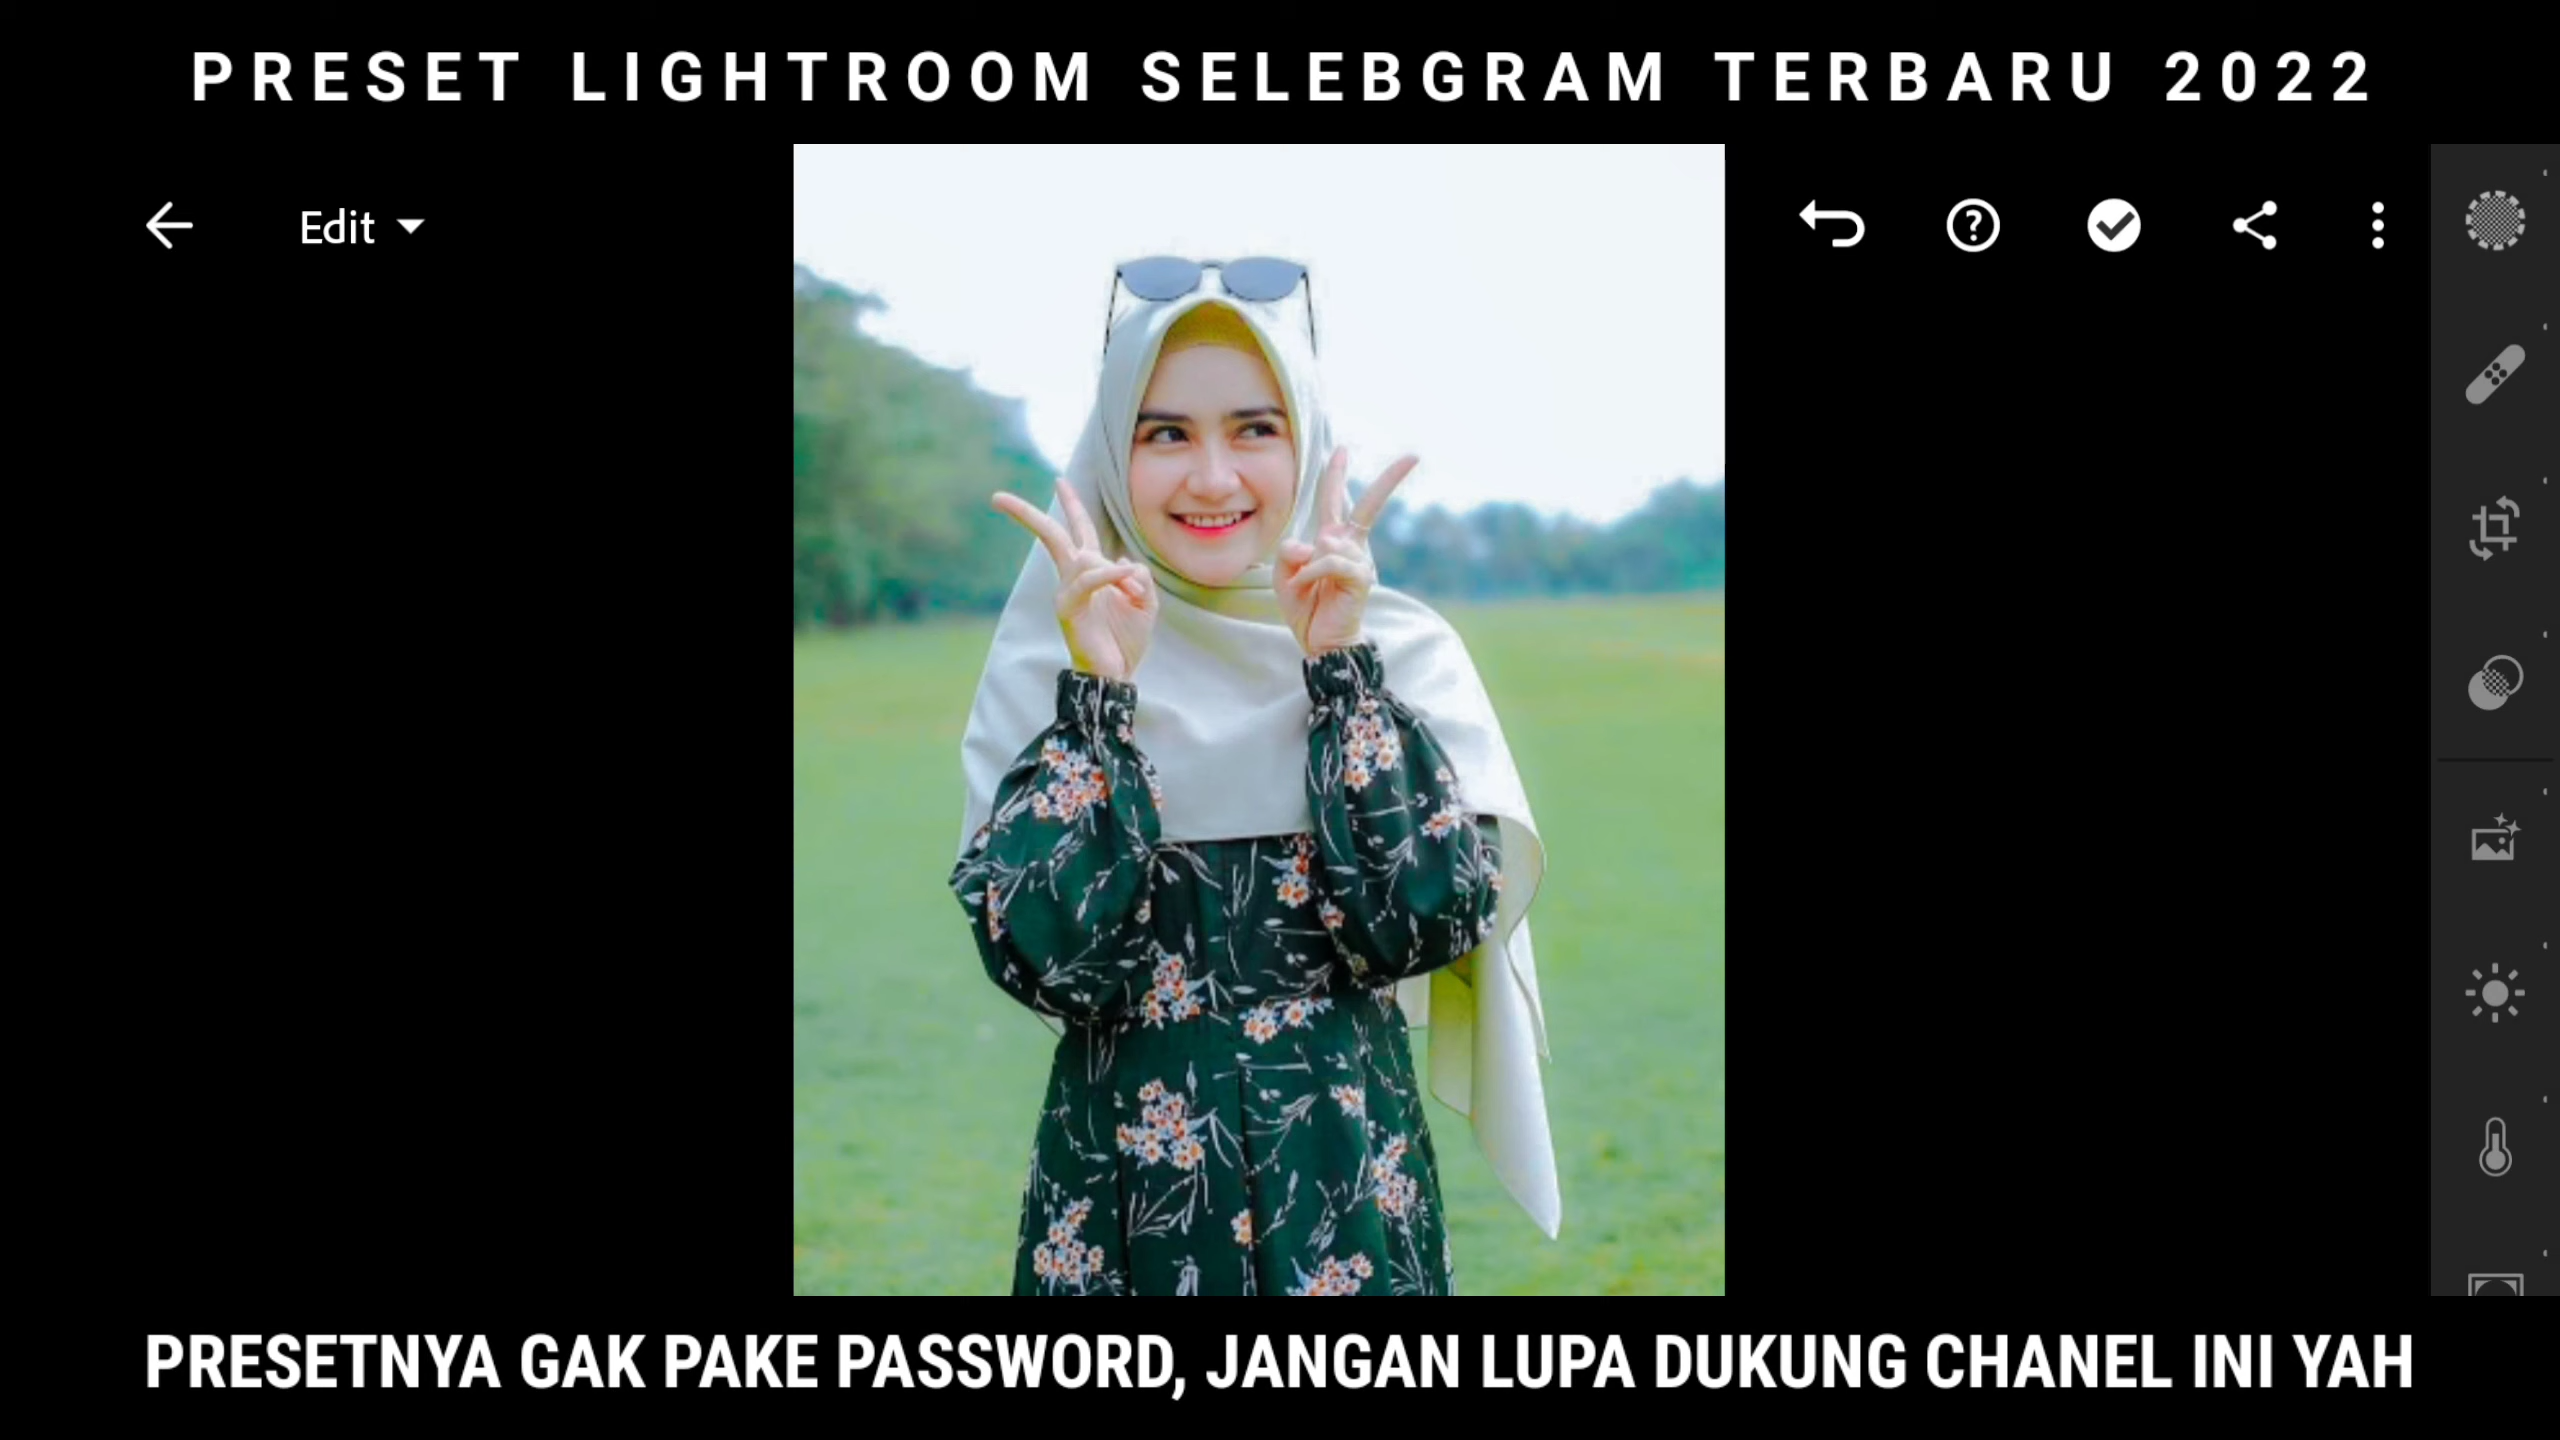 PRESET LIGHTROOM SELEBGRAM TERBARU 2022
Edit
PRESETNYA GAK PAKE PASSWORD, JANGAN LUPA DUKUNG CHANEL INI YAH